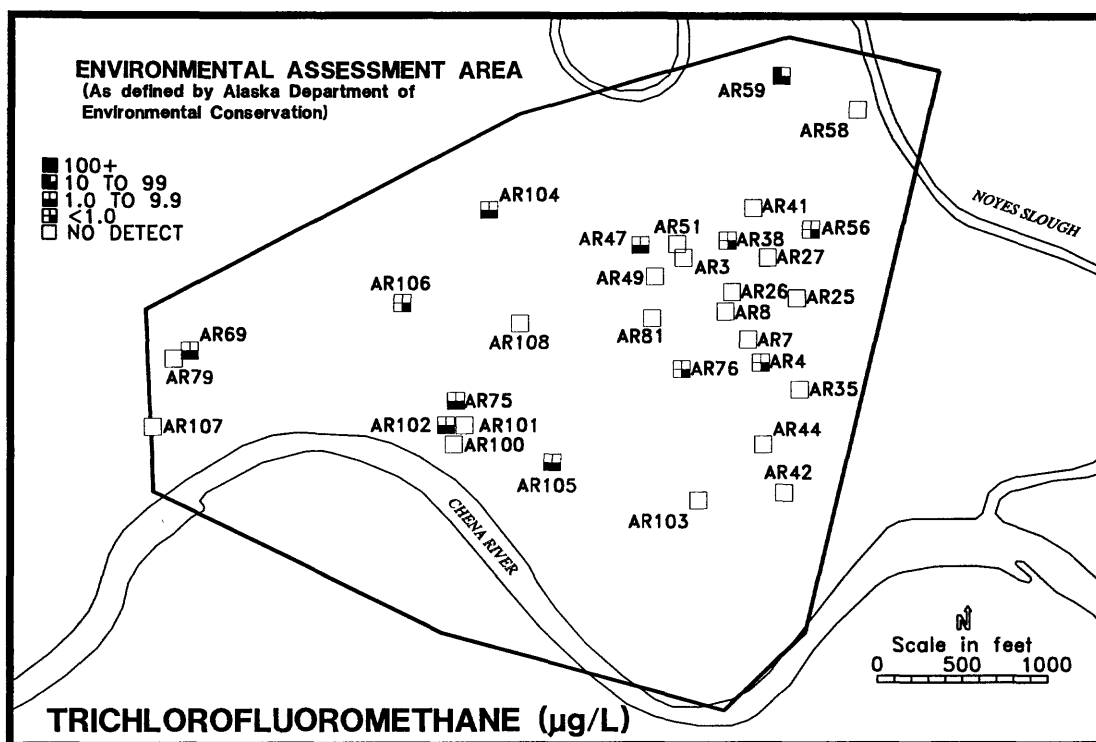 ENVIRONMENTAL ASSESSMENT AREA
(As defined by Alaska Department of
Environmental Conservation)
100+
10 TO 99
1.0 TO 9.9
<1.0
NO DETECT
AR59
AR58
NOYES SLOUGH
AR104
AR41
AR56
AR51
AR38
AR47
AR3
AR27
AR49
AR106
AR26
AR25
AR8
AR108
AR81
AR7
AR69
AR79
AR76
AR4
AR35
AR75
AR107
AR102
AR101
AR100
AR44
AR105
AR42
AR103
CHENA RIVER
N
Scale in feet
0 500 1000
TRICHLOROFLUOROMETHANE (µg/L)